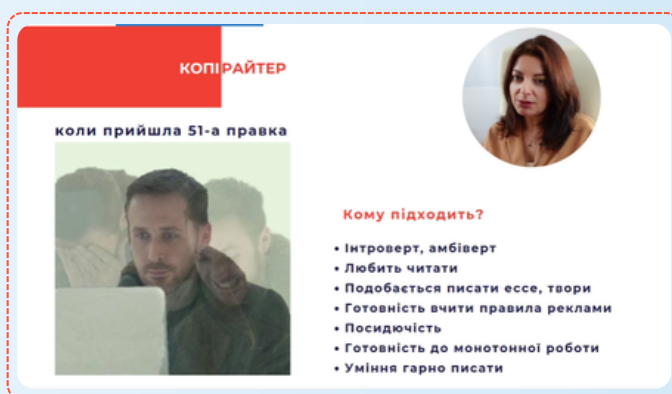 КОПІРАЙТЕР
коли прийшла 51-а правка
Кому підходить?
• Інтроверт, амбіверт
• Любить читати
• Подобається писати ессе, твори
• Готовність вчити правила реклами
• Посидючість
• Готовність до монотонної роботи
• Уміння гарно писати